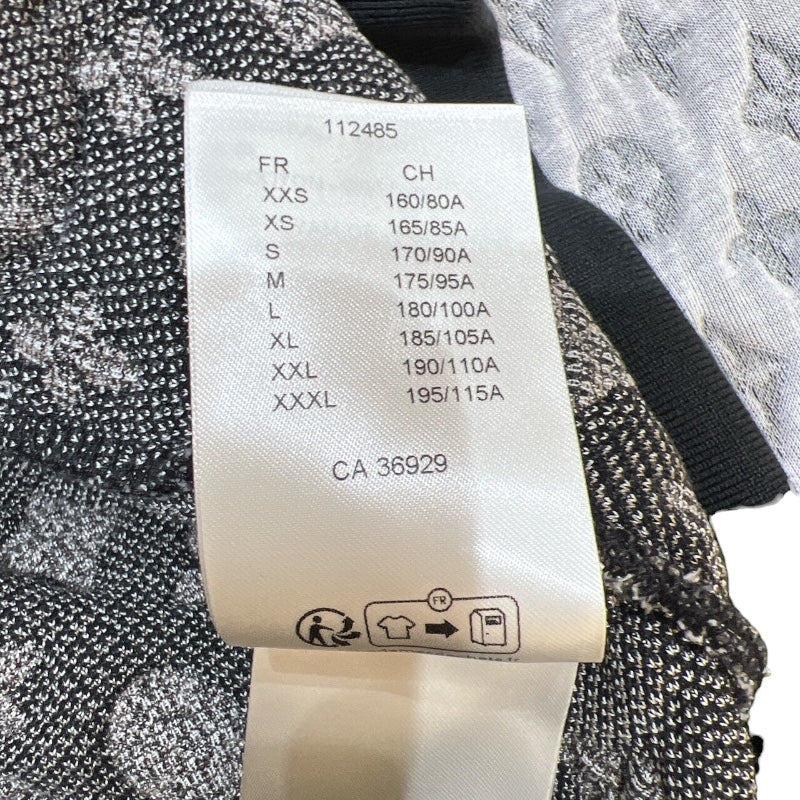 112485
FR CH
XXS 160/80A
XS 165/85A
S 170/90A
M 175/95A
L 180/100A
XL 185/105A
XXL 190/110A
XXXL 195/115A
CA 36929
FR